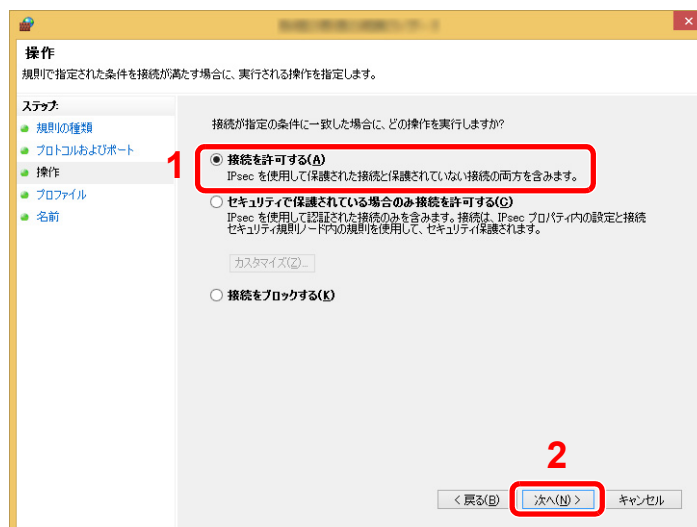 操作
規則で指定された条件を接続が満たす場合に、実行される操作を指定します。
ステップ:
規則の種類
プロトコルおよびポート
操作
プロファイル
名前
接続が指定の条件に一致した場合に、どの操作を実行しますか?
1
接続を許可する(A)
IPsec を使用して保護された接続と保護されていない接続の両方を含みます。
セキュリティで保護されている場合のみ接続を許可する(C)
IPsec を使用して認証された接続のみを含みます。接続は、IPsec プロパティ内の設定と接続
セキュリティ規則ノード内の規則を使用して、セキュリティ保護されます。
カスタマイズ(Z)...
接続をブロックする(K)
2
< 戻る(B)
次へ(N) >
キャンセル